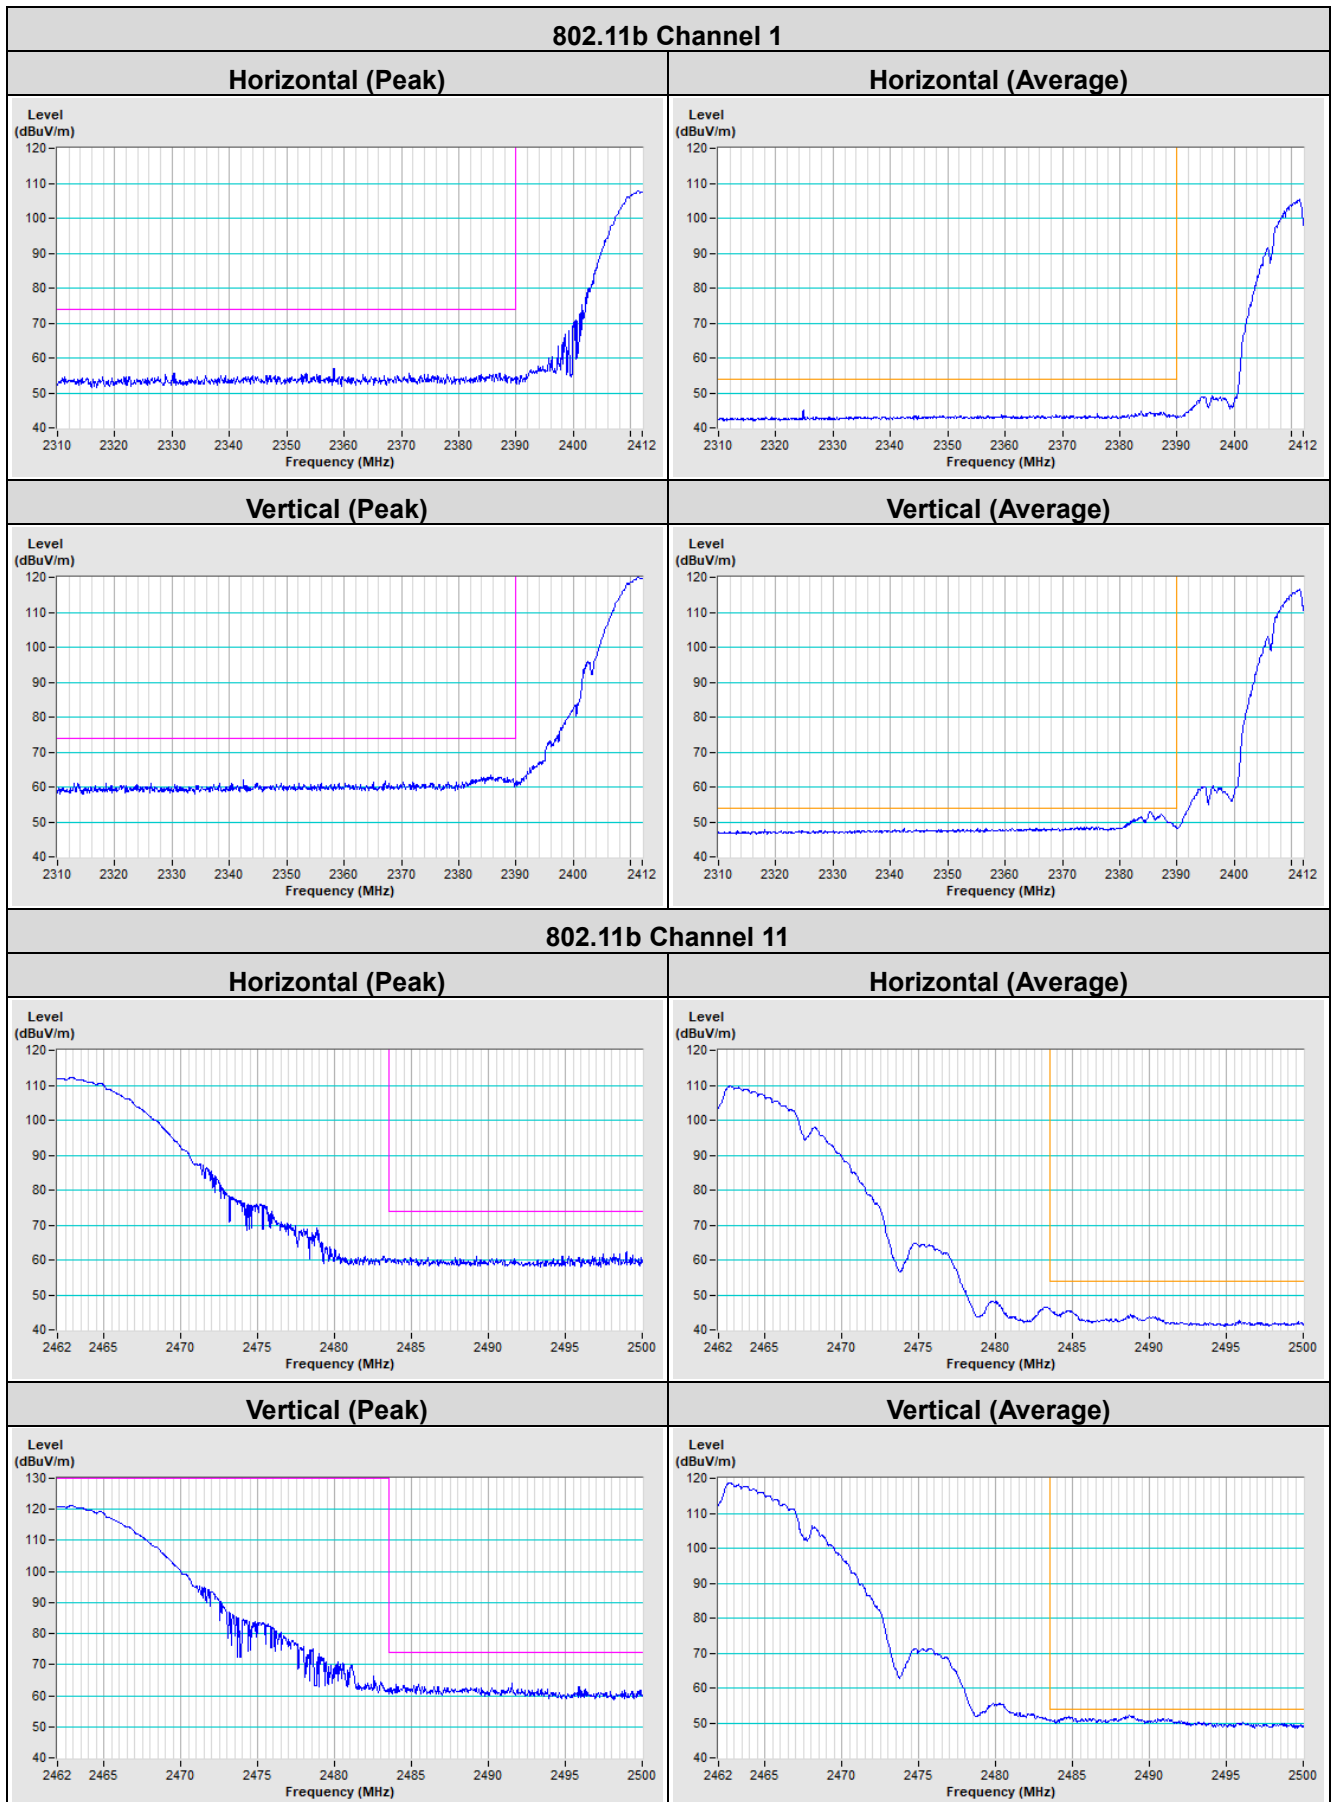 802.11b Channel 1
Horizontal (Peak)
Horizontal (Average)
Level
(dBuV/m)
120
110
100
90
80
70
60
50
40
2310 2320 2330 2340 2350 2360 2370 2380 2390 2400 2412
Frequency (MHz)
Level
(dBuV/m)
120
110
100
90
80
70
60
50
40
2310 2320 2330 2340 2350 2360 2370 2380 2390 2400 2412
Frequency (MHz)
Vertical (Peak)
Vertical (Average)
Level
(dBuV/m)
120
110
100
90
80
70
60
50
40
2310 2320 2330 2340 2350 2360 2370 2380 2390 2400 2412
Frequency (MHz)
Level
(dBuV/m)
120
110
100
90
80
70
60
50
40
2310 2320 2330 2340 2350 2360 2370 2380 2390 2400 2412
Frequency (MHz)
802.11b Channel 11
Horizontal (Peak)
Horizontal (Average)
Level
(dBuV/m)
120
110
100
90
80
70
60
50
40
2462 2465 2470 2475 2480 2485 2490 2495 2500
Frequency (MHz)
Level
(dBuV/m)
120
110
100
90
80
70
60
50
40
2462 2465 2470 2475 2480 2485 2490 2495 2500
Frequency (MHz)
Vertical (Peak)
Vertical (Average)
Level
(dBuV/m)
130
120
110
100
90
80
70
60
50
40
2462 2465 2470 2475 2480 2485 2490 2495 2500
Frequency (MHz)
Level
(dBuV/m)
120
110
100
90
80
70
60
50
40
2462 2465 2470 2475 2480 2485 2490 2495 2500
Frequency (MHz)